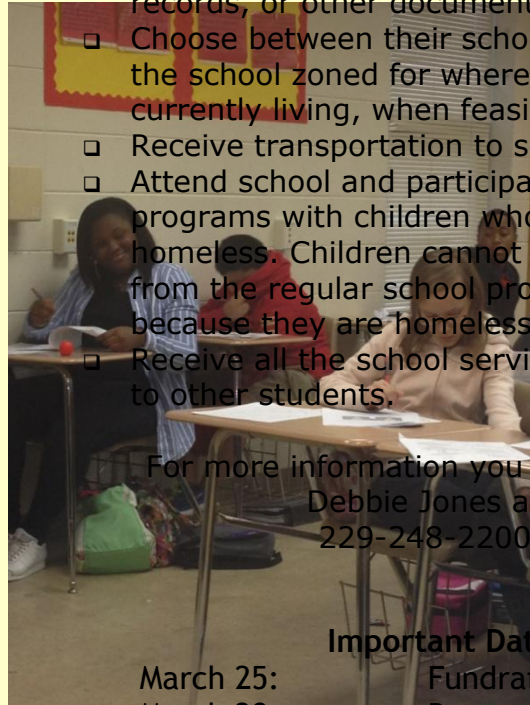 records, or other document
❑ Choose between their scho
the school zoned for where
currently living, when feasi
❑ Receive transportation to s
❑ Attend school and participa
programs with children who
homeless. Children cannot
from the regular school pro
because they are homeless
❑ Receive all the school servi
to other students.
For more information you
Debbie Jones a
229-248-2200
Important Dat
March 25: Fundra